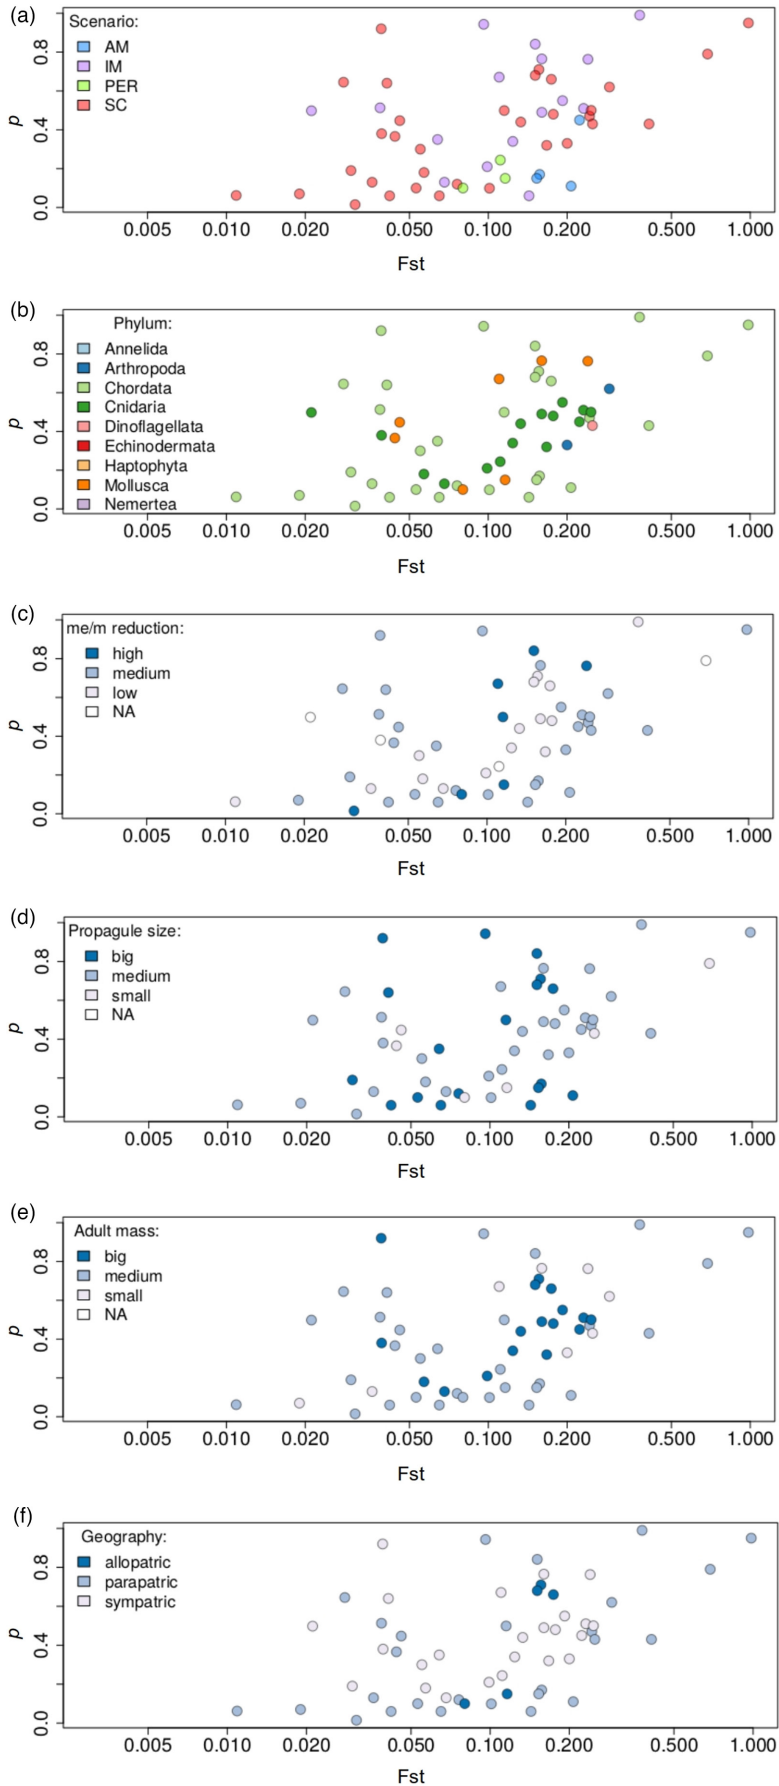 (a)
Scenario:
AM
IM
PER
SC
0.8
0.4
0.0
p
0.005 0.010 0.020 0.050 0.100 0.200 0.500 1.000
Fst
(b)
Phylum:
Annelida
Arthropoda
Chordata
Cnidaria
Dinoflagellata
Echinodermata
Haptophyta
Mollusca
Nemertea
0.8
0.4
0.0
p
0.005 0.010 0.020 0.050 0.100 0.200 0.500 1.000
Fst
(c)
me/m reduction:
high
medium
low
NA
0.8
0.4
0.0
p
0.005 0.010 0.020 0.050 0.100 0.200 0.500 1.000
Fst
(d)
Propagule size:
big
medium
small
NA
0.8
0.4
0.0
p
0.005 0.010 0.020 0.050 0.100 0.200 0.500 1.000
Fst
(e)
Adult mass:
big
medium
small
NA
0.8
0.4
0.0
p
0.005 0.010 0.020 0.050 0.100 0.200 0.500 1.000
Fst
(f)
Geography:
allopatric
parapatric
sympatric
0.8
0.4
0.0
p
0.005 0.010 0.020 0.050 0.100 0.200 0.500 1.000
Fst